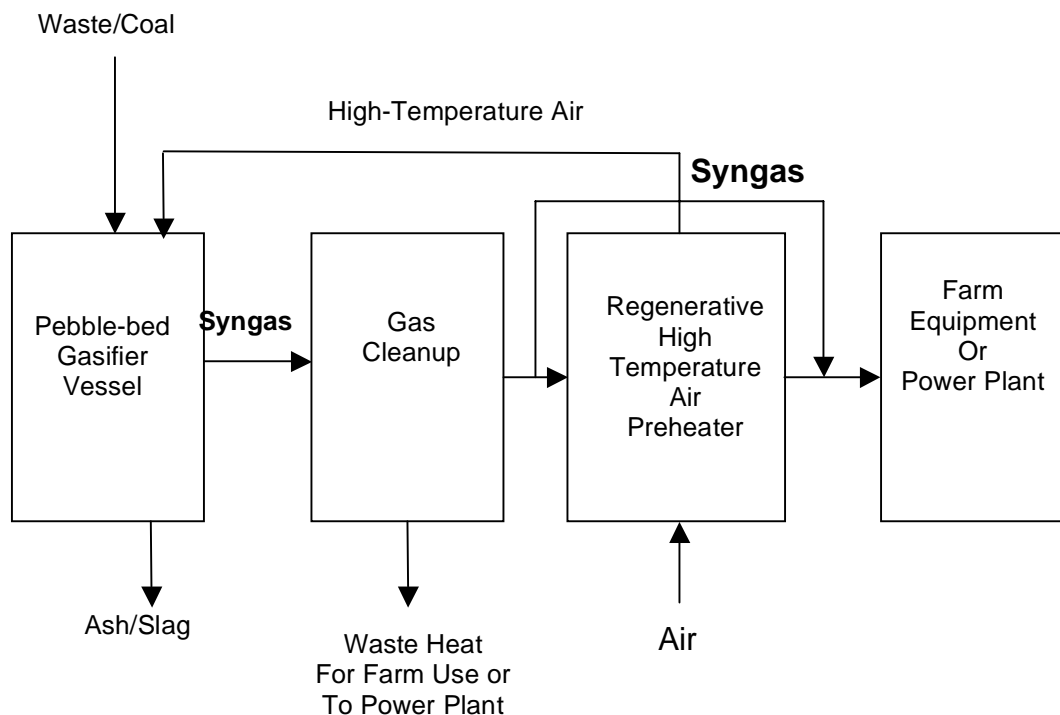 Waste/Coal
High-Temperature Air
Syngas
Pebble-bed
Gasifier
Vessel
Syngas
Gas
Cleanup
Regenerative
High
Temperature
Air
Preheater
Farm
Equipment
Or
Power Plant
Ash/Slag
Waste Heat
For Farm Use or
To Power Plant
Air